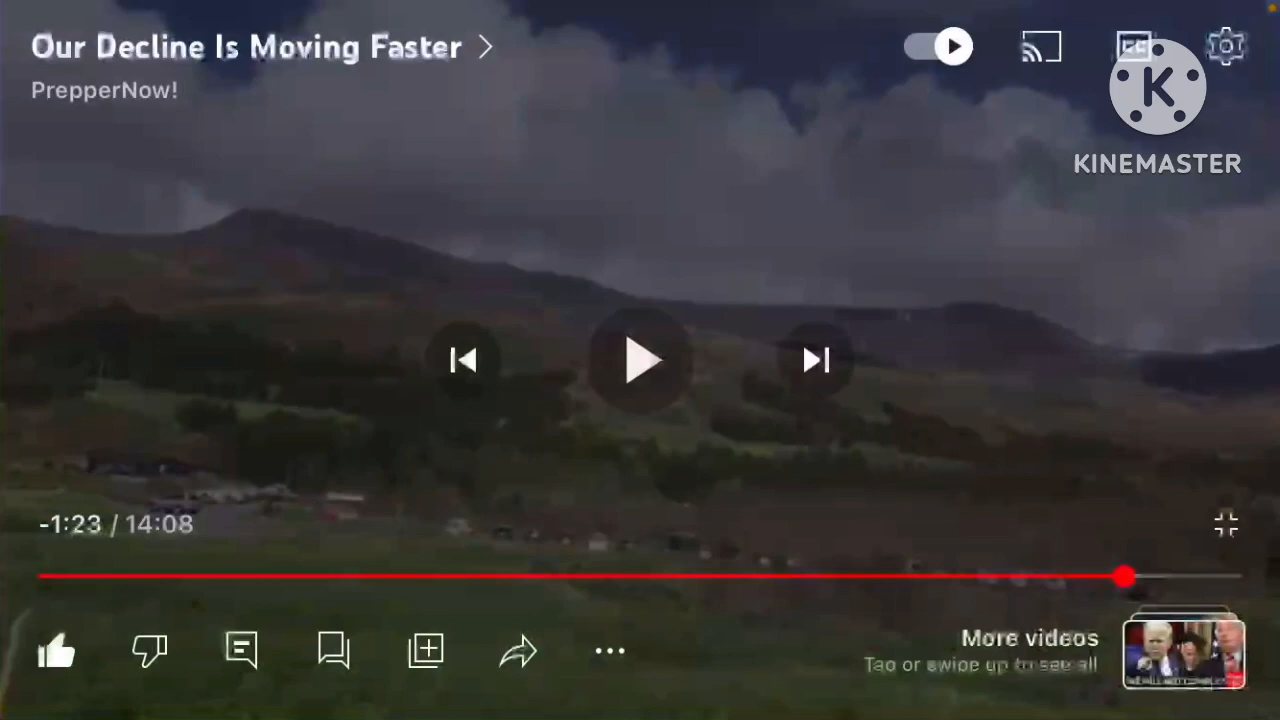 Our Decline Is Moving Faster
PrepperNow!
CC
K
KINEMASTER
-1:23 / 14:08
More videos
Tap or swipe up to see all